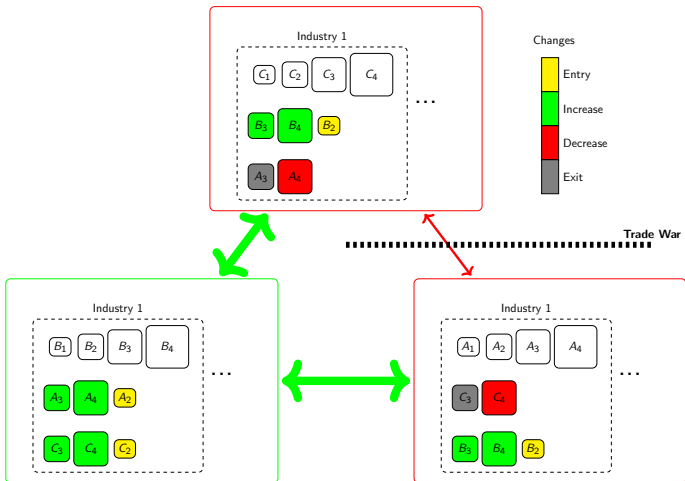 Industry 1
C1 C2 C3 C4
...
B3 B4 B2
A3 A4
Changes
Entry
Increase
Decrease
Exit
Trade War
Industry 1
B1 B2 B3 B4
...
A3 A4 A2
C3 C4 C2
Industry 1
A1 A2 A3 A4
...
C3 C4
B3 B4 B2